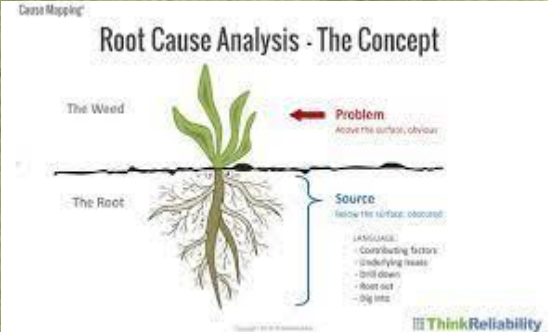 Cause Mapping®
Root Cause Analysis - The Concept
The Weed
Problem
Above the surface, obvious
The Root
Source
Below the surface, obscured
LANGUAGE:
- Contributing factors
- Underlying issues
- Drill down
- Root out
- Dig into
ThinkReliability